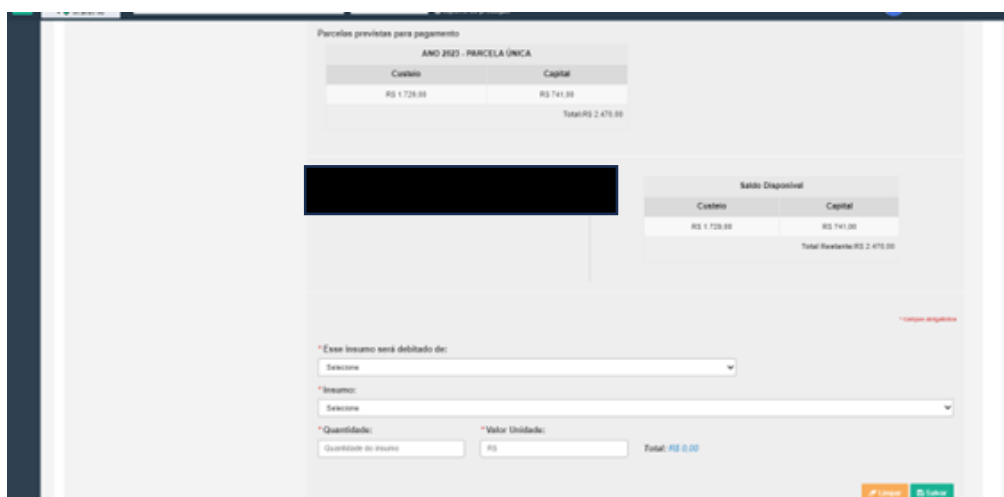 Parcelas previstas para pagamento
ANO 2023 - PARCELA ÚNICA
Custeio Capital
R$ 1.729,00 R$ 741,00
Total:R$ 2.470,00
Saldo Disponível
Custeio Capital
R$ 1.729,00 R$ 741,00
Total Restante:R$ 2.470,00
* Campos obrigatórios
*Esse insumo será debitado de:
Selecione
*Insumo:
Selecione
*Quantidade: *Valor Unidade:
Quantidade do insumo R$ Total: R$ 0,00
Limpar Salvar